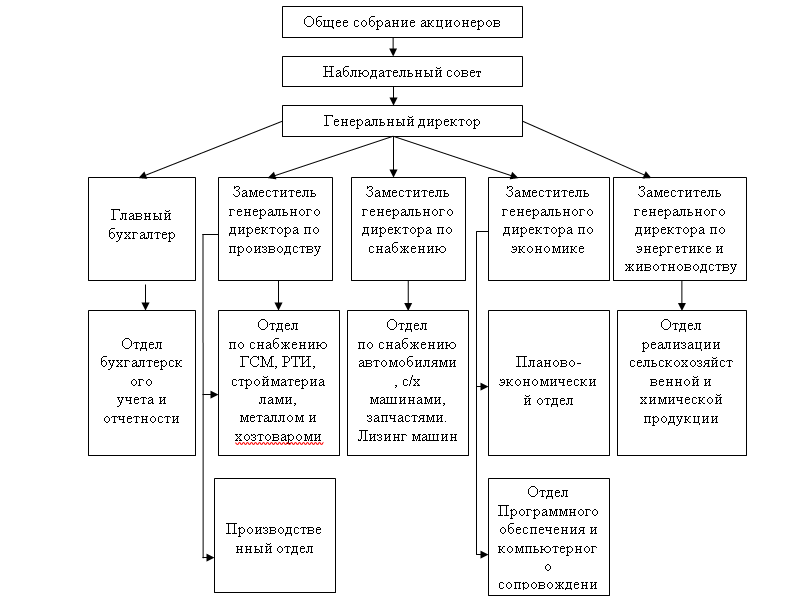 Общее собрание акционеров
Наблюдательный совет
Генеральный директор
Главный
бухгалтер
Заместитель
генерального
директора по
производству
Заместитель
генерального
директора по
снабжению
Заместитель
генерального
директора по
экономике
Заместитель
генерального
директора по
энергетике и
животноводству
Отдел
бухгалтерск
ого
учета и
отчетности
Отдел
по снабжению
ГСМ, РТИ,
стройматериа
лами,
металлом и
хозтовароми
Отдел
по снабжению
автомобилями
, с/х
машинами,
запчастями.
Лизинг машин
Планово-
экономически
й отдел
Отдел
реализации
сельскохозяйст
венной и
химической
продукции
Производстве
нный отдел
Отдел
Программного
обеспечения и
компьютерног
о
сопровождени